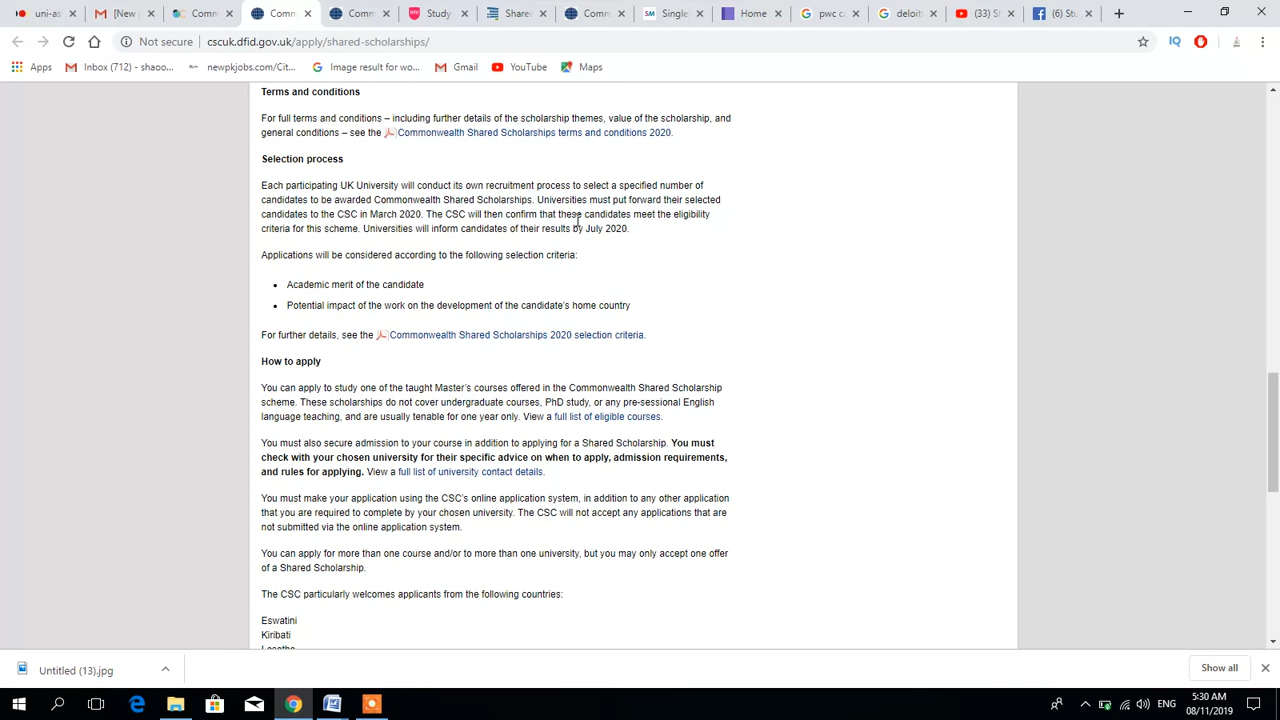 uni-as
[New
Comm
Comm
Comm
Study
Share
Comm
Single
Home
pwc c
deloit
(33) S
(6) St
Not secure
cscuk.dfid.gov.uk/apply/shared-scholarships/
Apps
Inbox (712) - shaoo...
newpkjobs.com/Cit...
Image result for wo...
Gmail
YouTube
Maps
Terms and conditions
For full terms and conditions – including further details of the scholarship themes, value of the scholarship, and
general conditions – see the Commonwealth Shared Scholarships terms and conditions 2020.
Selection process
Each participating UK University will conduct its own recruitment process to select a specified number of
candidates to be awarded Commonwealth Shared Scholarships. Universities must put forward their selected
candidates to the CSC in March 2020. The CSC will then confirm that these candidates meet the eligibility
criteria for this scheme. Universities will inform candidates of their results by July 2020.
Applications will be considered according to the following selection criteria:
• Academic merit of the candidate
• Potential impact of the work on the development of the candidate's home country
For further details, see the Commonwealth Shared Scholarships 2020 selection criteria.
How to apply
You can apply to study one of the taught Master's courses offered in the Commonwealth Shared Scholarship
scheme. These scholarships do not cover undergraduate courses, PhD study, or any pre-sessional English
language teaching, and are usually tenable for one year only. View a full list of eligible courses.
You must also secure admission to your course in addition to applying for a Shared Scholarship. You must
check with your chosen university for their specific advice on when to apply, admission requirements,
and rules for applying. View a full list of university contact details.
You must make your application using the CSC's online application system, in addition to any other application
that you are required to complete by your chosen university. The CSC will not accept any applications that are
not submitted via the online application system.
You can apply for more than one course and/or to more than one university, but you may only accept one offer
of a Shared Scholarship.
The CSC particularly welcomes applicants from the following countries:
Eswatini
Kiribati
Lesotho
Untitled (13).jpg
Show all
ENG
5:30 AM
08/11/2019